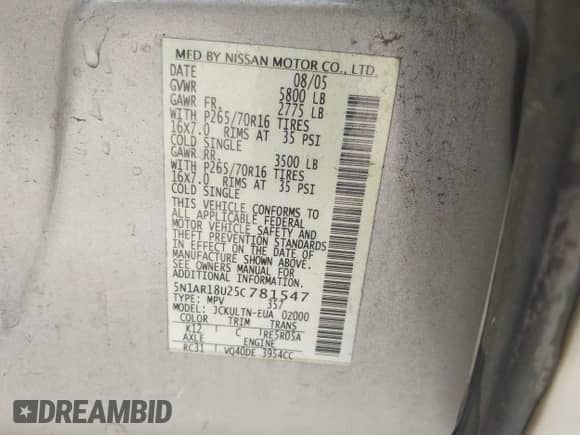 MFD BY NISSAN MOTOR CO., LTD.
DATE 08/05
GVWR 5800 LB
GAWR FR. 2775 LB
WITH P265/70R16 TIRES
16X7.0 RIMS AT 35 PSI
COLD SINGLE
GAWR RR. 3500 LB
WITH P265/70R16 TIRES
16X7.0 RIMS AT 35 PSI
COLD SINGLE
THIS VEHICLE CONFORMS TO
ALL APPLICABLE FEDERAL
MOTOR VEHICLE SAFETY AND
THEFT PREVENTION STANDARDS
IN EFFECT ON THE DATE OF
MANUFACTURE SHOWN ABOVE.
SEE OWNERS MANUAL FOR
ADDITIONAL INFORMATION
5N1AR18U25C781547
TYPE: MPV 357
MODEL: JCKULTN-EUA 02000
COLOR TRIM TRANS
K12 C RE5R05A
AXLE ENGINE
RC31 VQ40DE 3954CC
DREAMBID